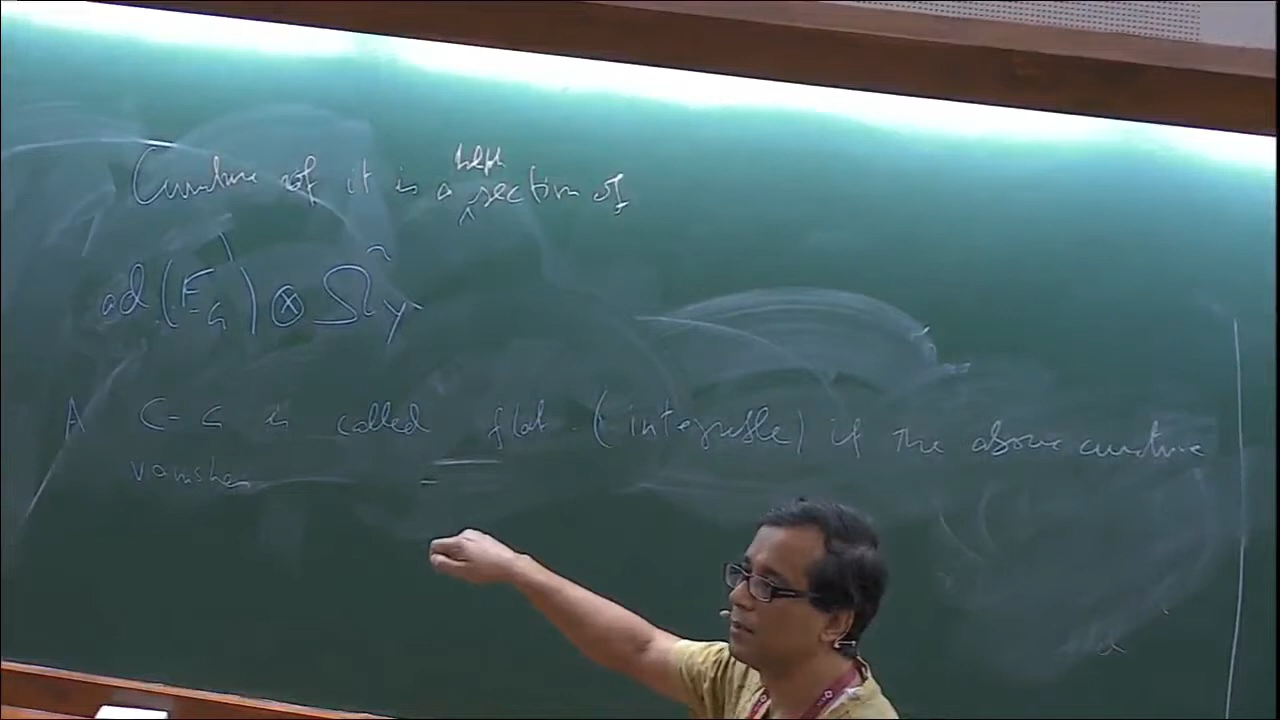 Curvature of it is a holo section of
ad(E_G) ⊗ Ω²_Y
A C-G is called flat (integrable) if the above curvature
vanishes